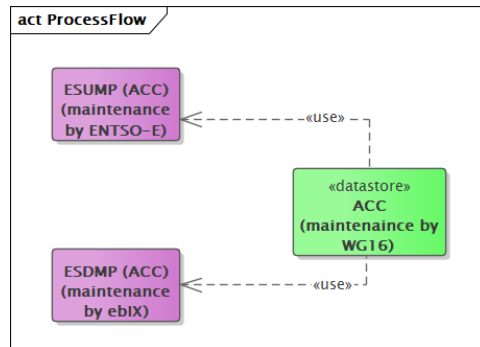 act ProcessFlow
ESUMP (ACC)
(maintenance
by ENTSO-E)
«use»
«datastore»
ACC
(maintenaince by
WG16)
ESDMP (ACC)
(maintenance
by ebIX)
«use»